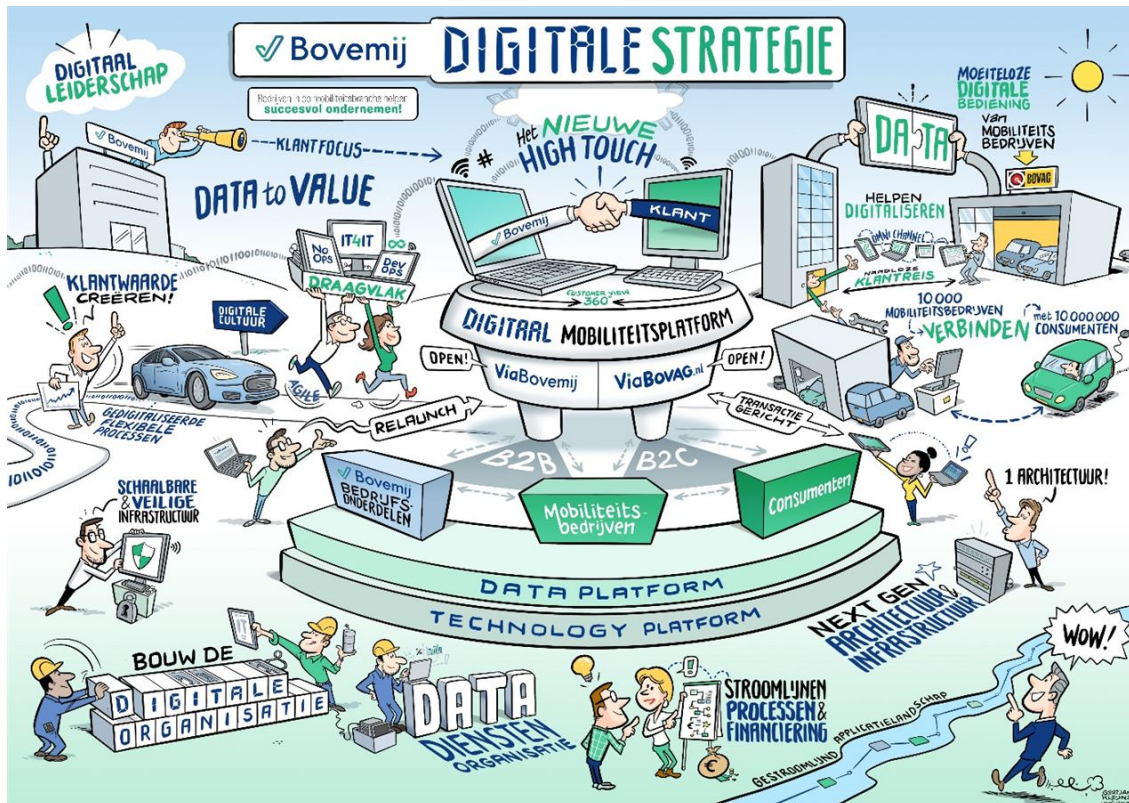 Bovemij DIGITALE STRATEGIE
DIGITAAL
LEIDERSCHAP
Bedrijven in de mobiliteitsbranche helpen
succesvol ondernemen!
Bovemij
KLANTFOCUS
DATA to VALUE
#
Het NIEUWE
HIGH TOUCH
Bovemij
KLANT
CUSTOMER VIEW
360°
DIGITAAL MOBILITEITSPLATFORM
OPEN!
ViaBovemij
ViaBOVAG.nl
OPEN!
MOEITELOZE
DIGITALE
BEDIENING
van
MOBILITEITS
BEDRIJVEN
DATA
BOVAG
HELPEN
DIGITALISEREN
OMNI CHANNEL
NAADLOZE
KLANTREIS
10.000
MOBILITEITSBEDRIJVEN
VERBINDEN
met 10.000.000
CONSUMENTEN
NO OPS
IT4IT
DEV OPS
DRAAGVLAK
AGILE
KLANTWAARDE
CREËREN!
DIGITALE
CULTUUR
GEDIGITALISEERDE
FLEXIBELE
PROCESSEN
RELAUNCH
TRANSACTIE
GERICHT
B2B
B2C
Bovemij
BEDRIJFS-
ONDERDELEN
Mobiliteits-
bedrijven
Consumenten
DATA PLATFORM
TECHNOLOGY PLATFORM
SCHAALBARE
& VEILIGE
INFRASTRUCTUUR
1 ARCHITECTUUR!
NEXT GEN
ARCHITECTUUR &
INFRASTRUCTUUR
BOUW DE
DIGITALE
ORGANISATIE
IT
DATA
DIENSTEN
ORGANISATIE
STROOMLIJNEN
PROCESSEN &
FINANCIERING
€
GESTROOMLIJND APPLICATIELANDSCHAP
WOW!